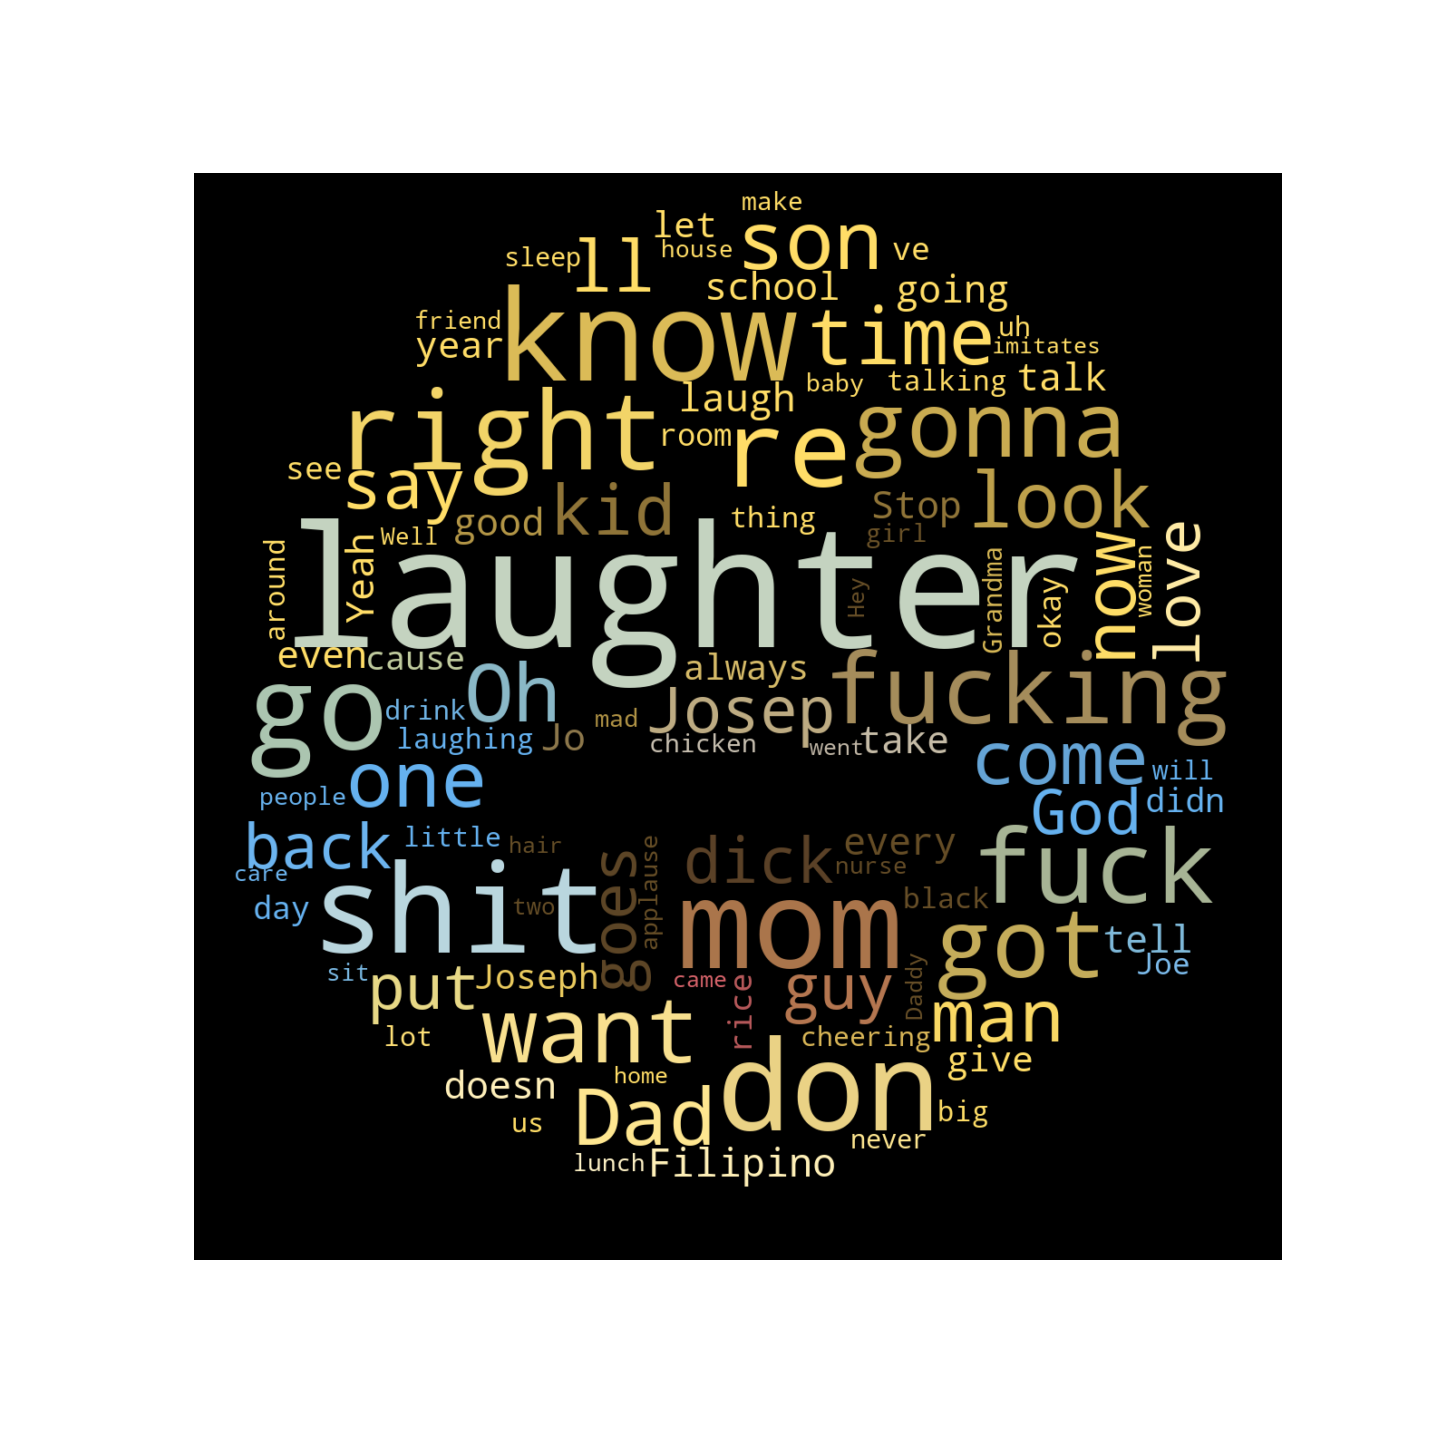 make
let
son
house
ve
sleep
ll
school
going
know
time
friend
uh
year
imitates
baby
talking
talk
laugh
right
re
gonna
room
see
say
kid
look
good
thing
Stop
Well
girl
laughter
around
Yeah
Hey
Grandma
okay
now
woman
love
even
cause
always
fucking
go
Oh
drink
Josep
mad
laughing
Jo
chicken
went
take
come
will
one
people
God
didn
back
little
hair
goes
applause
dick
every
nurse
fuck
care
day
shit
two
mom
black
got
tell
Joe
sit
put
Joseph
came
rice
guy
Daddy
man
lot
want
cheering
give
doesn
home
Dad
don
big
us
never
lunch
Filipino